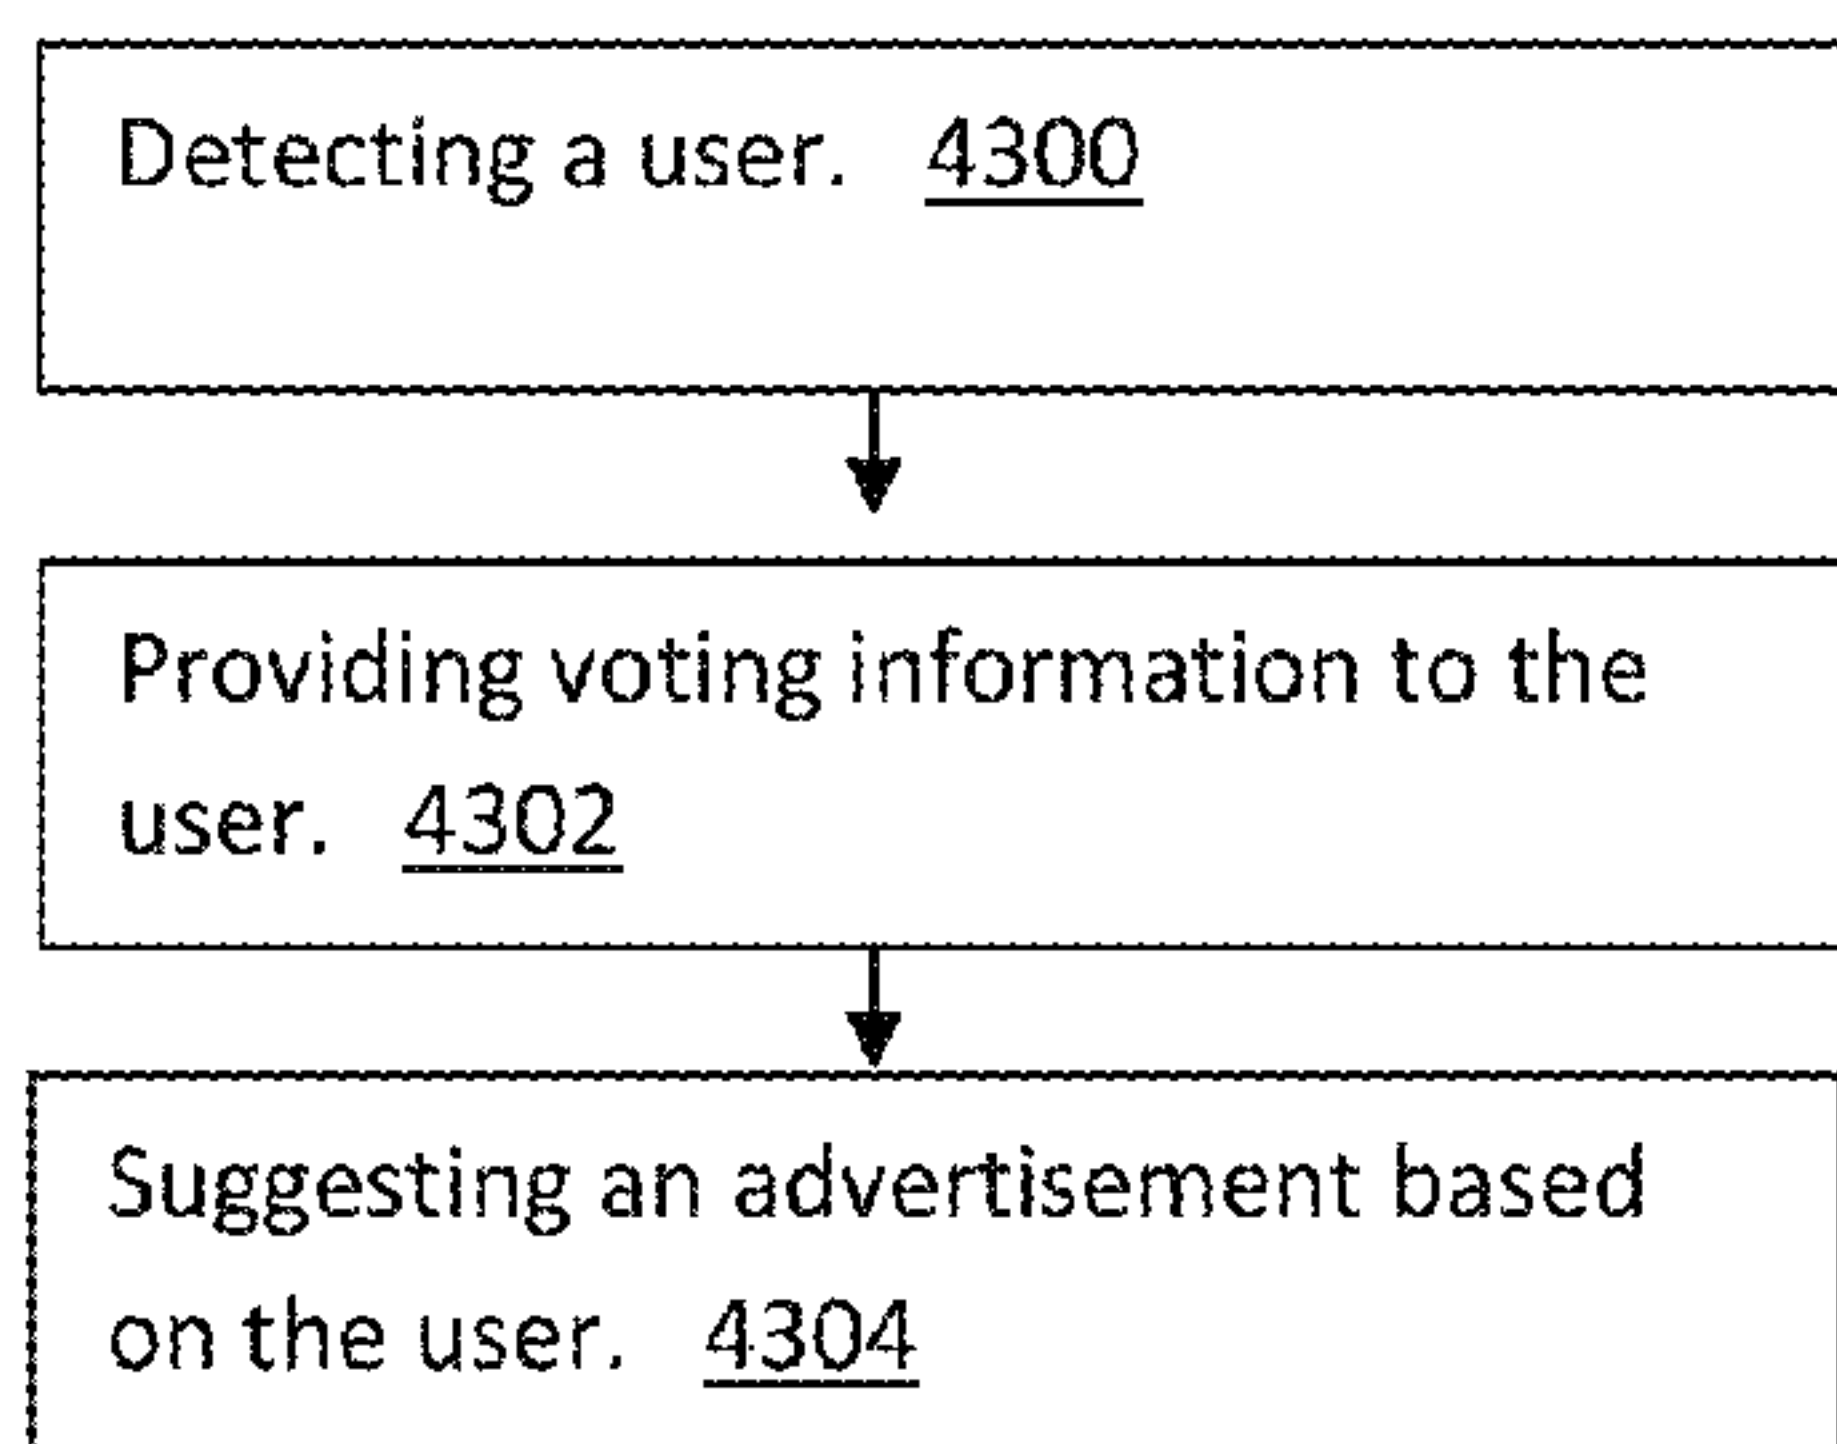 Detecting a user. 4300
Providing voting information to the
user. 4302
Suggesting an advertisement based
on the user. 4304